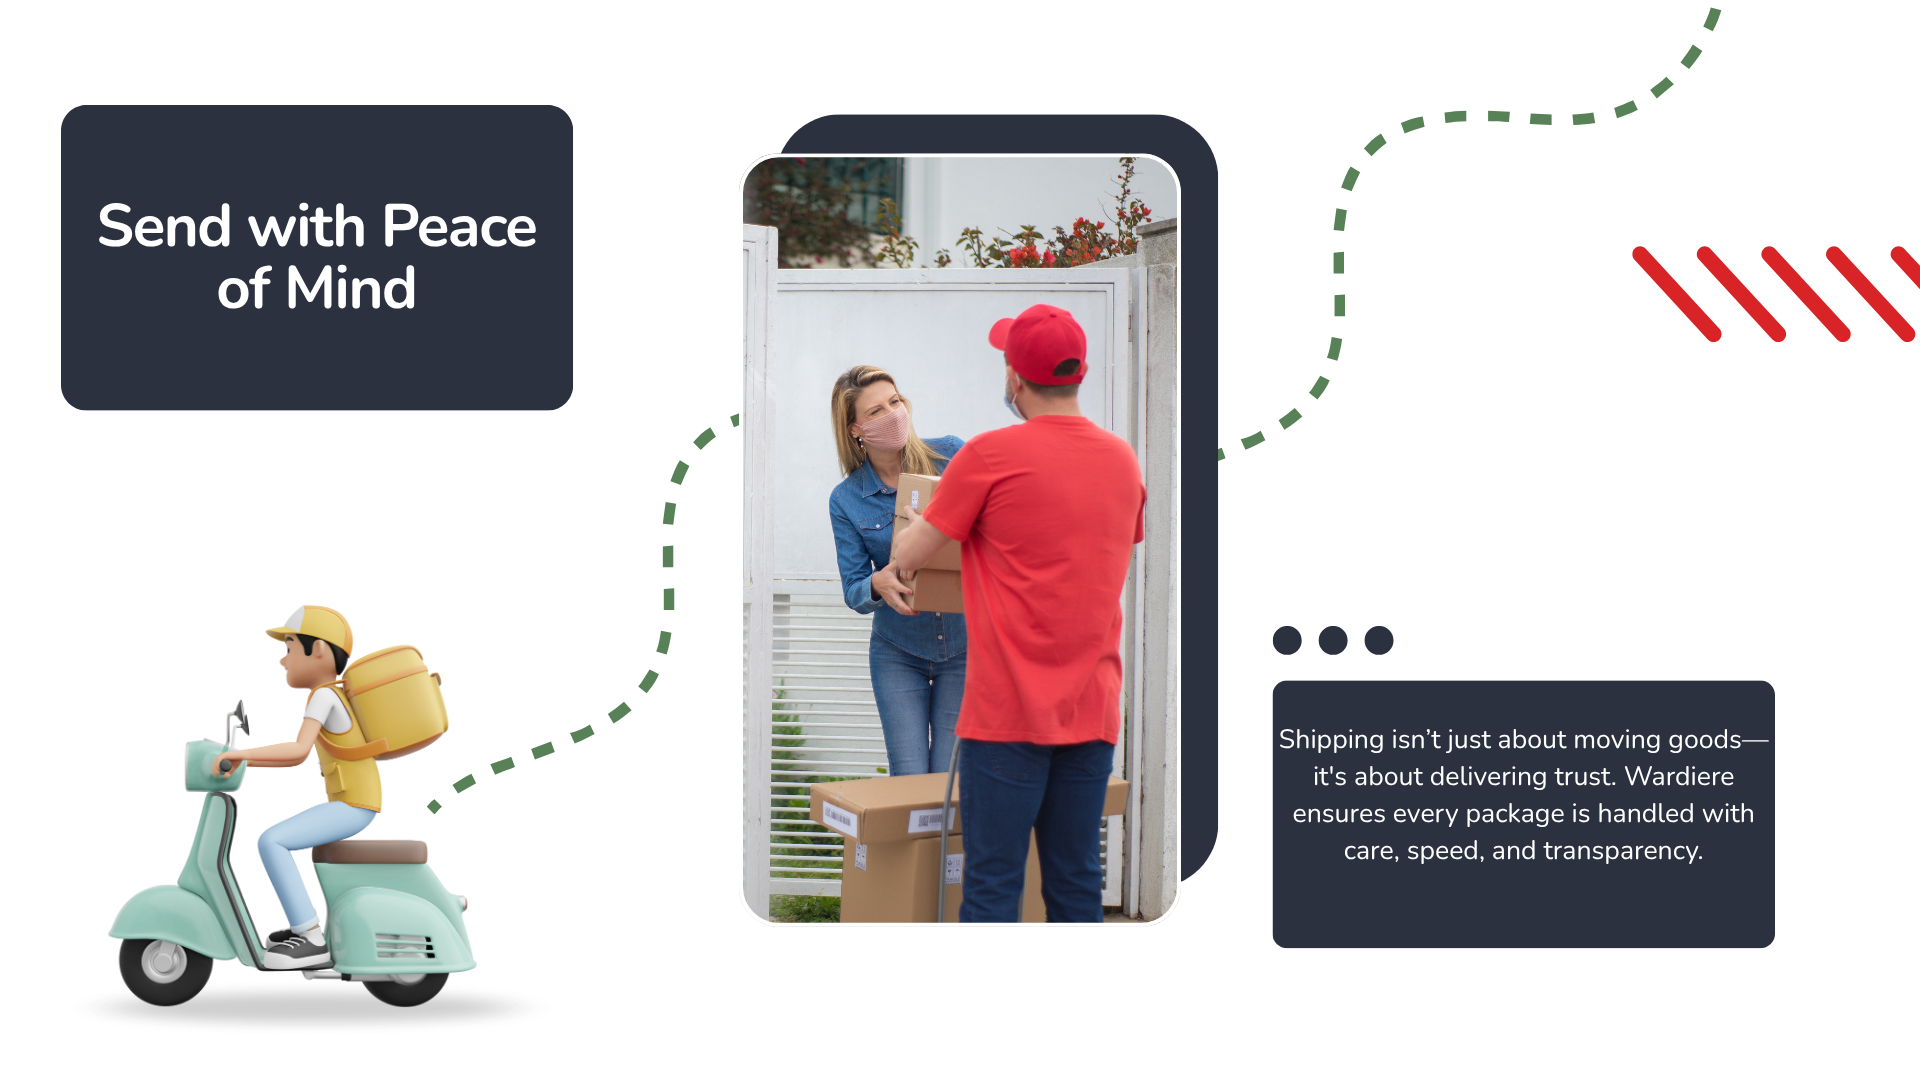 Send with Peace
of Mind
Shipping isn’t just about moving goods—
it's about delivering trust. Wardiere
ensures every package is handled with
care, speed, and transparency.